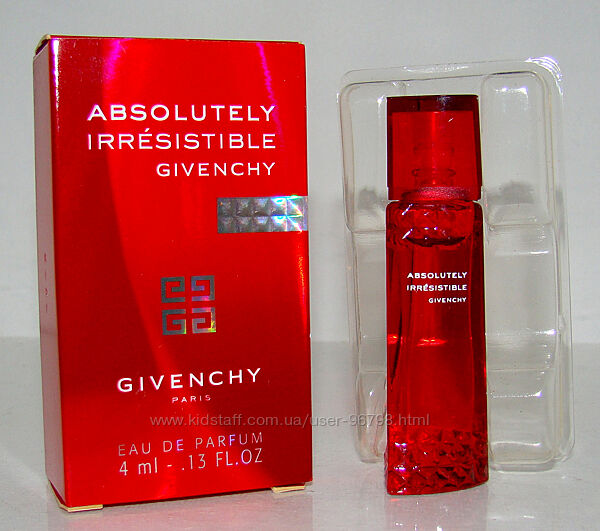 ABSOLUTELY
IRRÉSISTIBLE
GIVENCHY
GIVENCHY
PARIS
EAU DE PARFUM
4 ml - .13 FL.OZ
ABSOLUTELY
IRRÉSISTIBLE
GIVENCHY
www.kidstaff.com.ua/user-96798.html